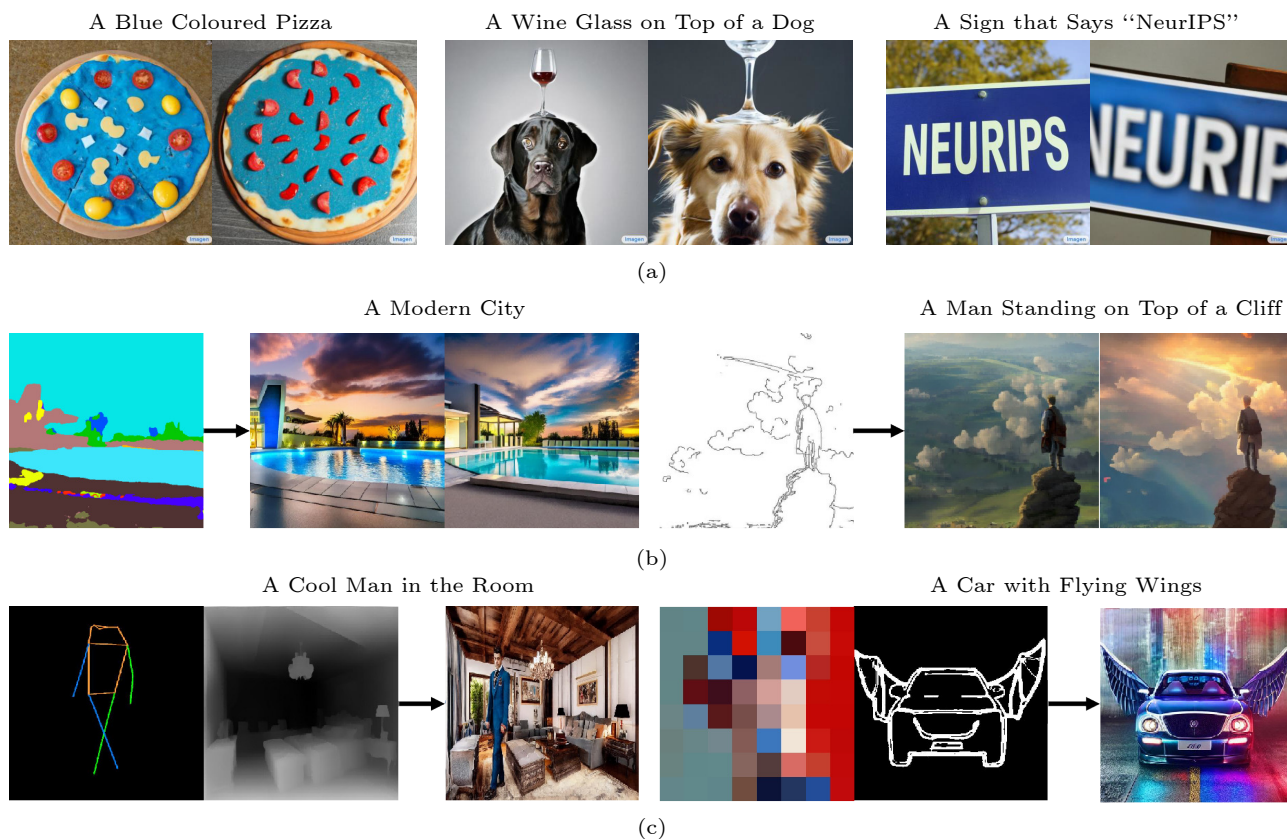 A Blue Coloured Pizza
A Wine Glass on Top of a Dog
A Sign that Says “NeurIPS”
Imagen
Imagen
Imagen
Imagen
NEURIPS
Imagen
NEURIP
Imagen
(a)
A Modern City
A Man Standing on Top of a Cliff
(b)
A Cool Man in the Room
A Car with Flying Wings
(c)